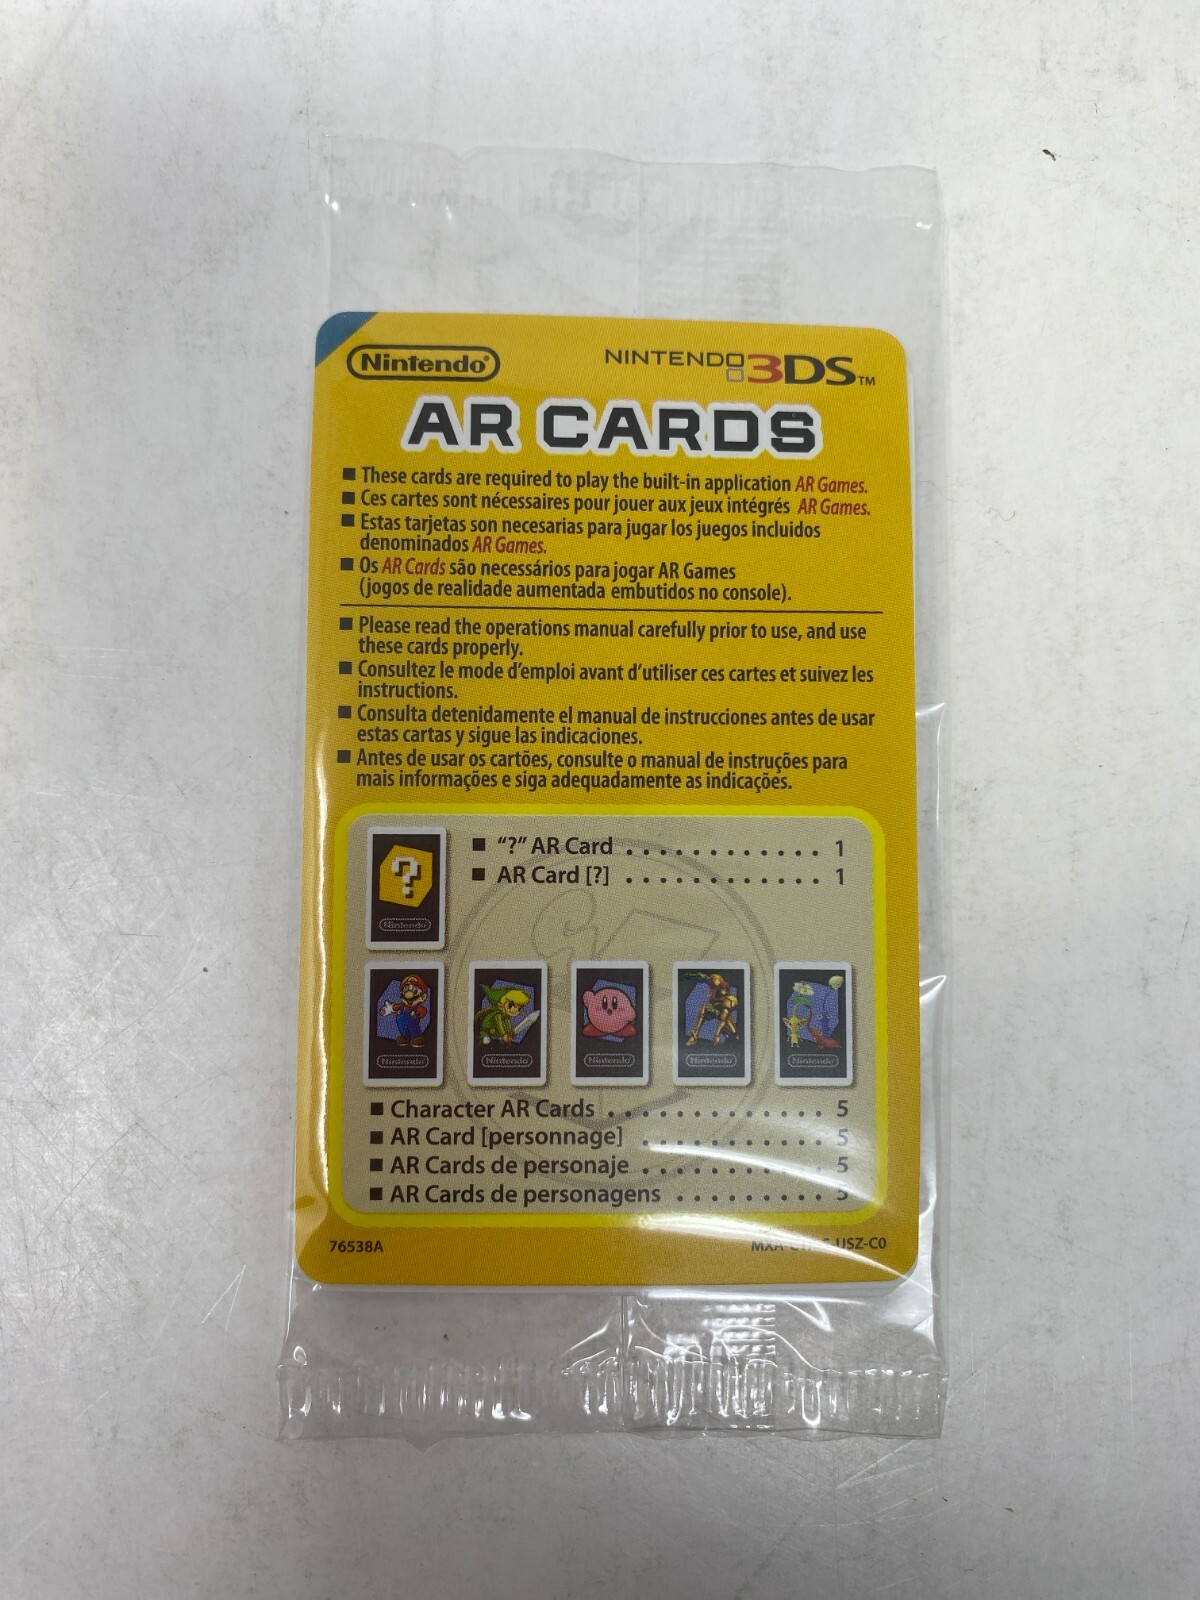 Nintendo®
NINTENDO 3DS™
AR CARDS
■ These cards are required to play the built-in application AR Games.
■ Ces cartes sont nécessaires pour jouer aux jeux intégrés AR Games.
■ Estas tarjetas son necesarias para jugar los juegos incluidos
denominados AR Games.
■ Os AR Cards são necessários para jogar AR Games
(jogos de realidade aumentada embutidos no console).
■ Please read the operations manual carefully prior to use, and use
these cards properly.
■ Consultez le mode d'emploi avant d'utiliser ces cartes et suivez les
instructions.
■ Consulta detenidamente el manual de instrucciones antes de usar
estas cartas y sigue las indicaciones.
■ Antes de usar os cartões, consulte o manual de instruções para
mais informações e siga adequadamente as indicações.
■ “?” AR Card . . . . . . . . . . . . 1
■ AR Card [?] . . . . . . . . . . . . 1
?
Nintendo
Nintendo Nintendo Nintendo Nintendo Nintendo
■ Character AR Cards . . . . . . . . . . . . 5
■ AR Card [personnage] . . . . . . . . . . 5
■ AR Cards de personaje . . . . . . . . . . 5
■ AR Cards de personagens . . . . . . . . 5
76538A
USZ-C0